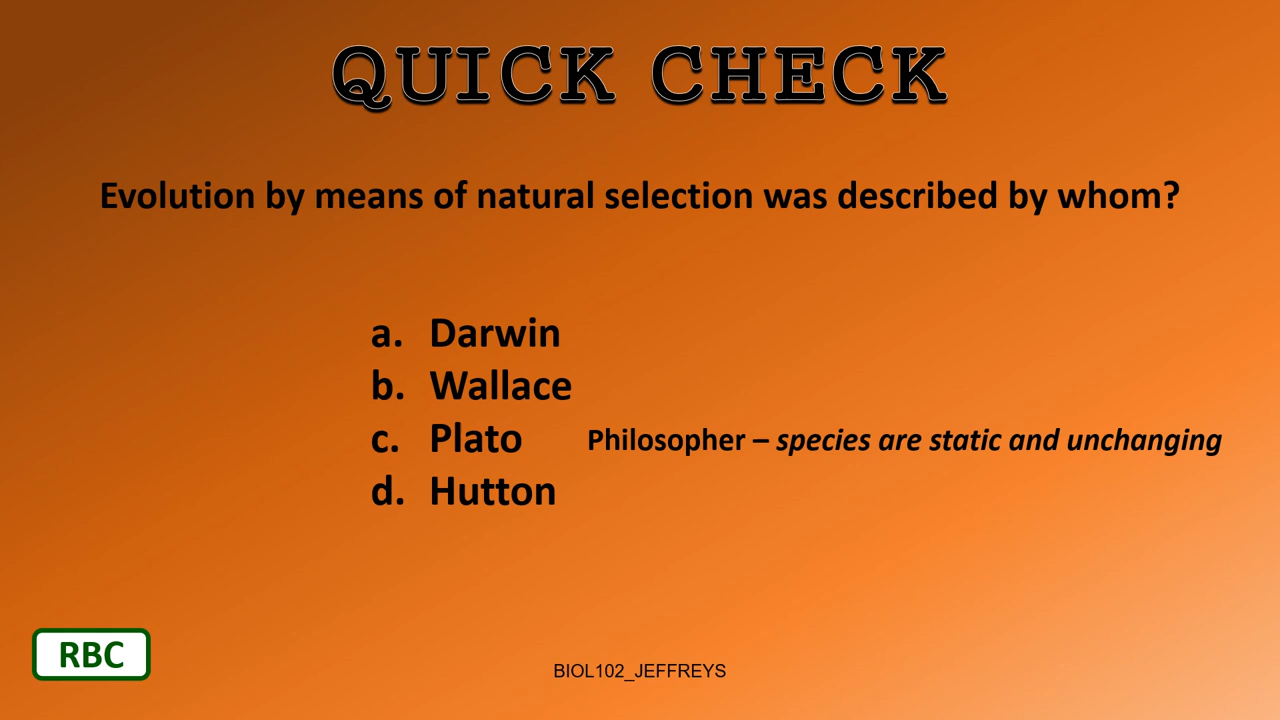 QUICK CHECK
Evolution by means of natural selection was described by whom?
a. Darwin
b. Wallace
c. Plato Philosopher – species are static and unchanging
d. Hutton
RBC
BIOL102_JEFFREYS